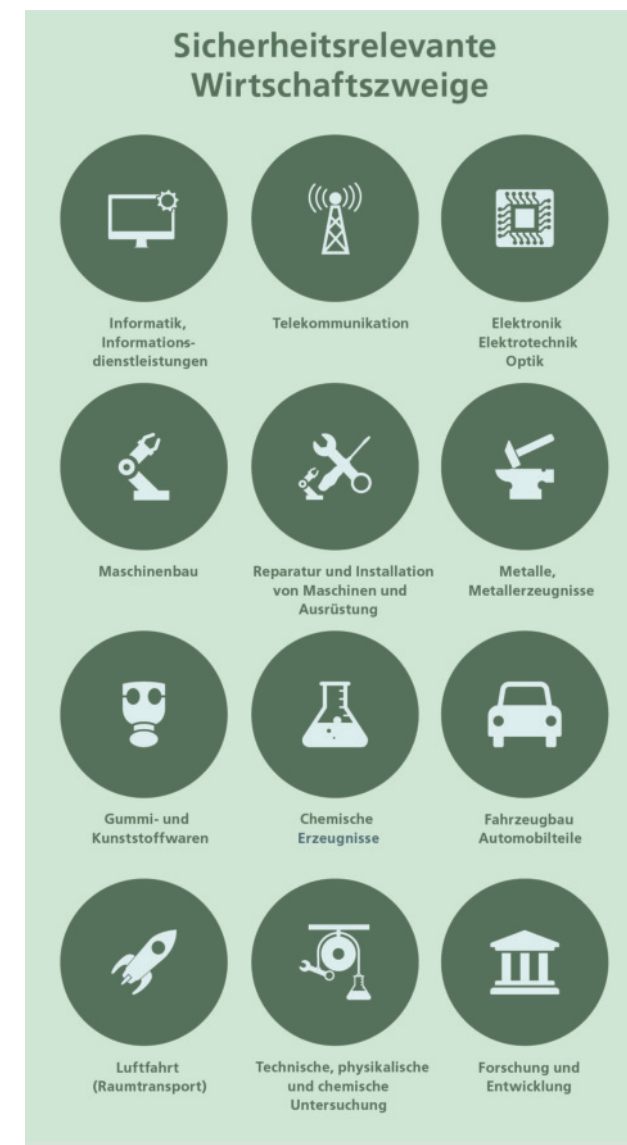 Sicherheitsrelevante
Wirtschaftszweige
Informatik,
Informations-
dienstleistungen
Telekommunikation
Elektronik
Elektrotechnik
Optik
Maschinenbau
Reparatur und Installation
von Maschinen und
Ausrüstung
Metalle,
Metallerzeugnisse
Gummi- und
Kunststoffwaren
Chemische
Erzeugnisse
Fahrzeugbau
Automobilteile
Luftfahrt
(Raumtransport)
Technische, physikalische
und chemische
Untersuchung
Forschung und
Entwicklung